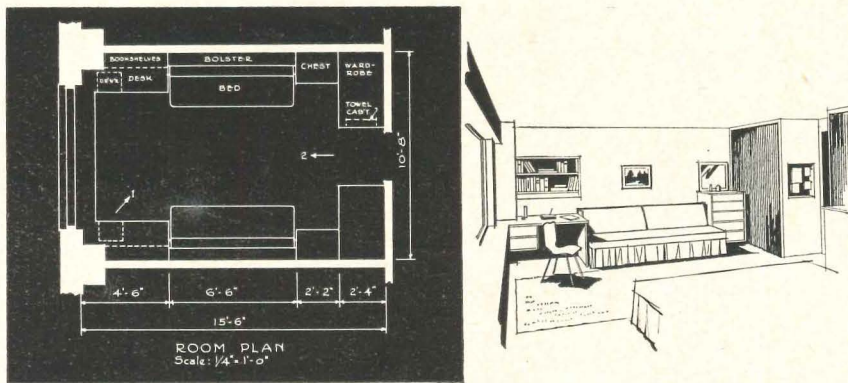 BOOKSHELVES
BOLSTER
CHEST
WARD-
ROBE
DESK
BED
TOWEL
CAB'T
2
10'-8"
1
4'-6"
6'-6"
2'-2"
2'-4"
15'-6"
ROOM PLAN
Scale: 1/4" = 1'-0"